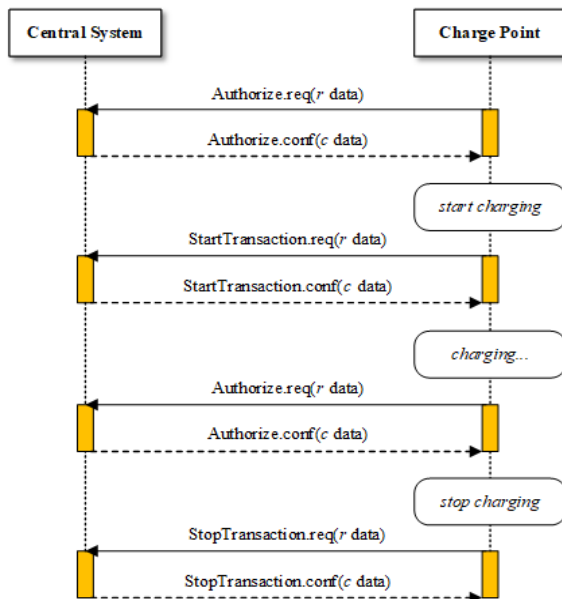 Central System
Charge Point
Authorize.req(r data)
Authorize.conf(c data)
start charging
StartTransaction.req(r data)
StartTransaction.conf(c data)
charging...
Authorize.req(r data)
Authorize.conf(c data)
stop charging
StopTransaction.req(r data)
StopTransaction.conf(c data)